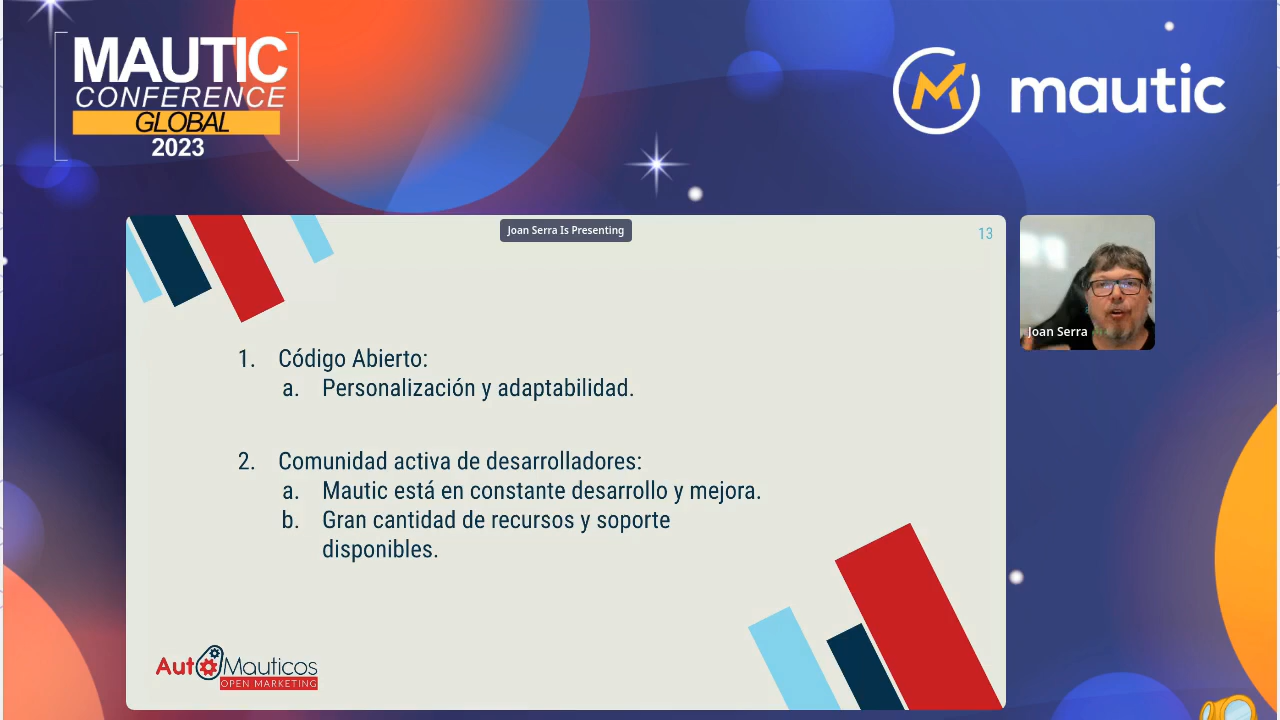 MAUTIC
CONFERENCE
GLOBAL
2023
mautic
Joan Serra Is Presenting
13
1. Código Abierto:
a. Personalización y adaptabilidad.
2. Comunidad activa de desarrolladores:
a. Mautic está en constante desarrollo y mejora.
b. Gran cantidad de recursos y soporte
disponibles.
Joan Serra
AutoMauticos
OPEN MARKETING